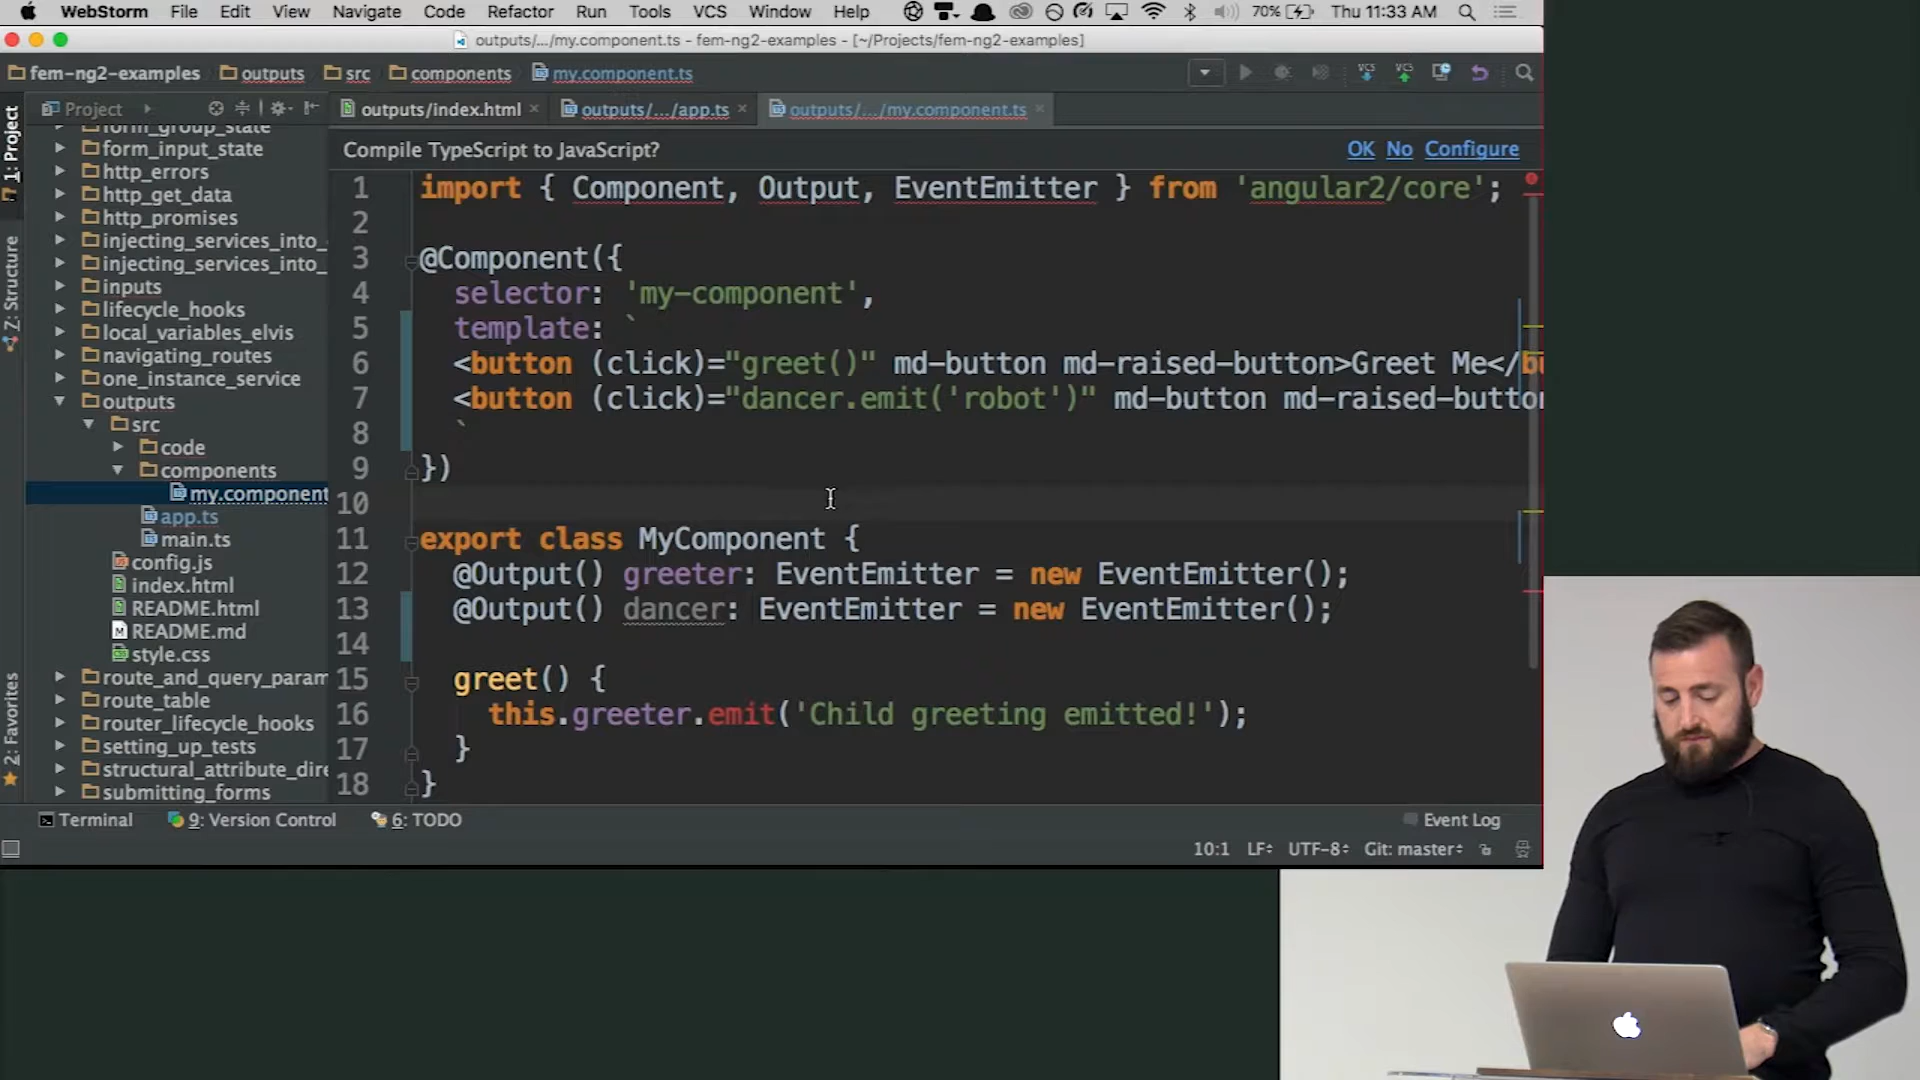 WebStorm File Edit View Navigate Code Refactor Run Tools VCS Window Help 70% Thu 11:33 AM
outputs/.../my.component.ts - fem-ng2-examples - [~/Projects/fem-ng2-examples]
fem-ng2-examples outputs src components my.component.ts
Project outputs/index.html outputs/.../app.ts outputs/.../my.component.ts
Compile TypeScript to JavaScript? OK No Configure
1: Project
Z: Structure
2: Favorites
form_group_state
form_input_state
http_errors
http_get_data
http_promises
injecting_services_into_
injecting_services_into_
inputs
lifecycle_hooks
local_variables_elvis
navigating_routes
one_instance_service
outputs
src
code
components
my.component
app.ts
main.ts
config.js
index.html
README.html
README.md
style.css
route_and_query_param
route_table
router_lifecycle_hooks
setting_up_tests
structural_attribute_dire
submitting_forms
1 import { Component, Output, EventEmitter } from 'angular2/core';
2
3 @Component({
4 selector: 'my-component',
5 template: `
6 <button (click)="greet()" md-button md-raised-button>Greet Me</bu
7 <button (click)="dancer.emit('robot')" md-button md-raised-button
8 `
9 })
10
11 export class MyComponent {
12 @Output() greeter: EventEmitter = new EventEmitter();
13 @Output() dancer: EventEmitter = new EventEmitter();
14
15 greet() {
16 this.greeter.emit('Child greeting emitted!');
17 }
18 }
Terminal 9: Version Control 6: TODO Event Log
10:1 LF UTF-8 Git: master